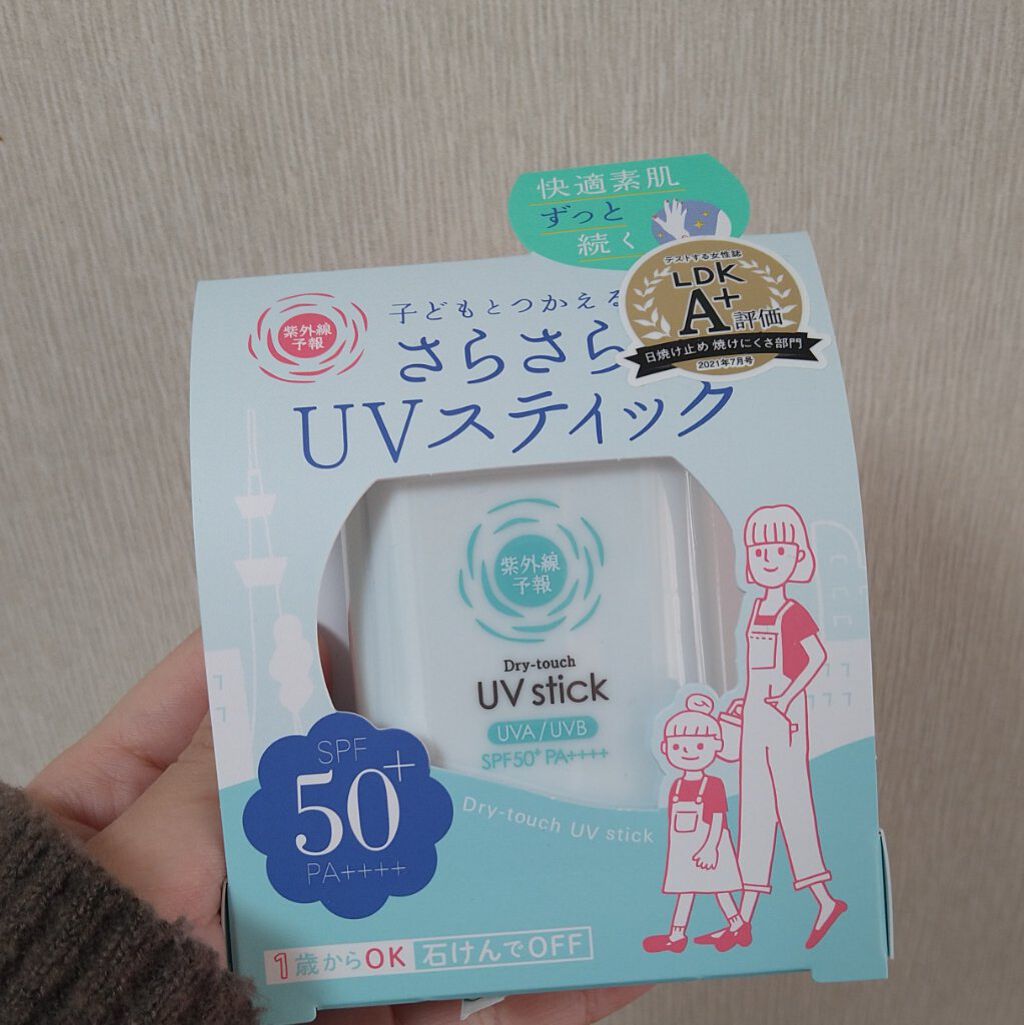 快適素肌
ずっと
続く
テストする女性誌
LDK
A+評価
日焼け止め 焼けにくさ部門
2021年7月号
紫外線
予報
子どもとつかえる
さらさら
UVスティック
紫外線
予報
Dry-touch
UV stick
UVA/UVB
SPF50+ PA++++
Dry-touch UV stick
SPF
50+
PA++++
1歳からOK 石けんでOFF